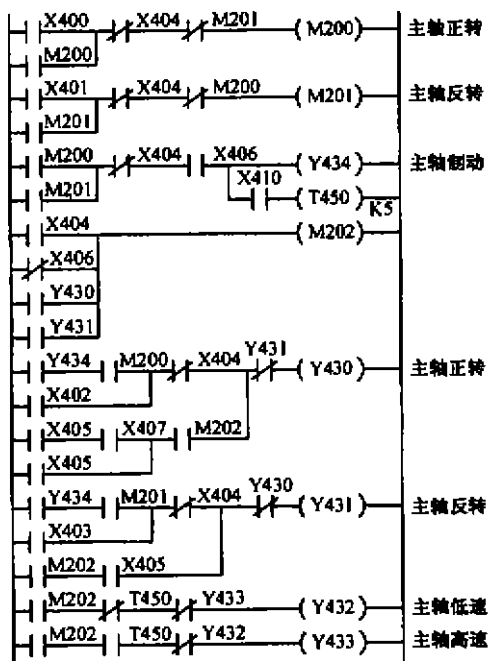 X400 X404 M201 M200 主轴正转
M200
X401 X404 M200 M201 主轴反转
M201
M200 X404 X406 Y434 主轴制动
M201 X410 T450 K5
X404 M202
X406
Y430
Y431
Y434 M200 X404 Y431 Y430 主轴正转
X402
X405 X407 M202
X405
Y434 M201 X404 Y430 Y431 主轴反转
X403
M202 X405
M202 T450 Y433 Y432 主轴低速
M202 T450 Y432 Y433 主轴高速